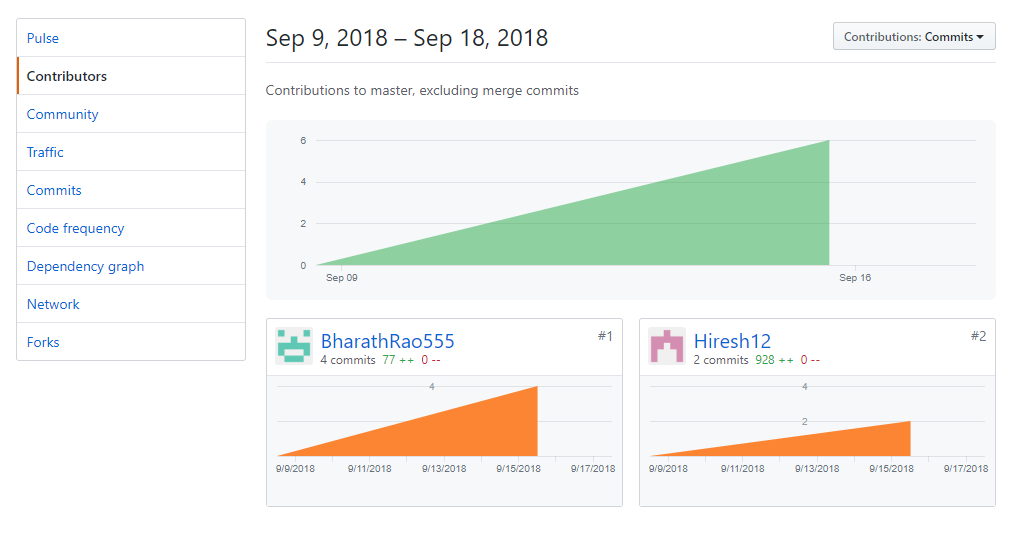 Pulse
Contributors
Community
Traffic
Commits
Code frequency
Dependency graph
Network
Forks
Sep 9, 2018 – Sep 18, 2018
Contributions: Commits
Contributions to master, excluding merge commits
6
4
2
0
Sep 09 Sep 16
BharathRao555 #1
4 commits 77 ++ 0 --
4
9/9/2018 9/11/2018 9/13/2018 9/15/2018 9/17/2018
Hiresh12 #2
2 commits 928 ++ 0 --
4
2
9/9/2018 9/11/2018 9/13/2018 9/15/2018 9/17/2018